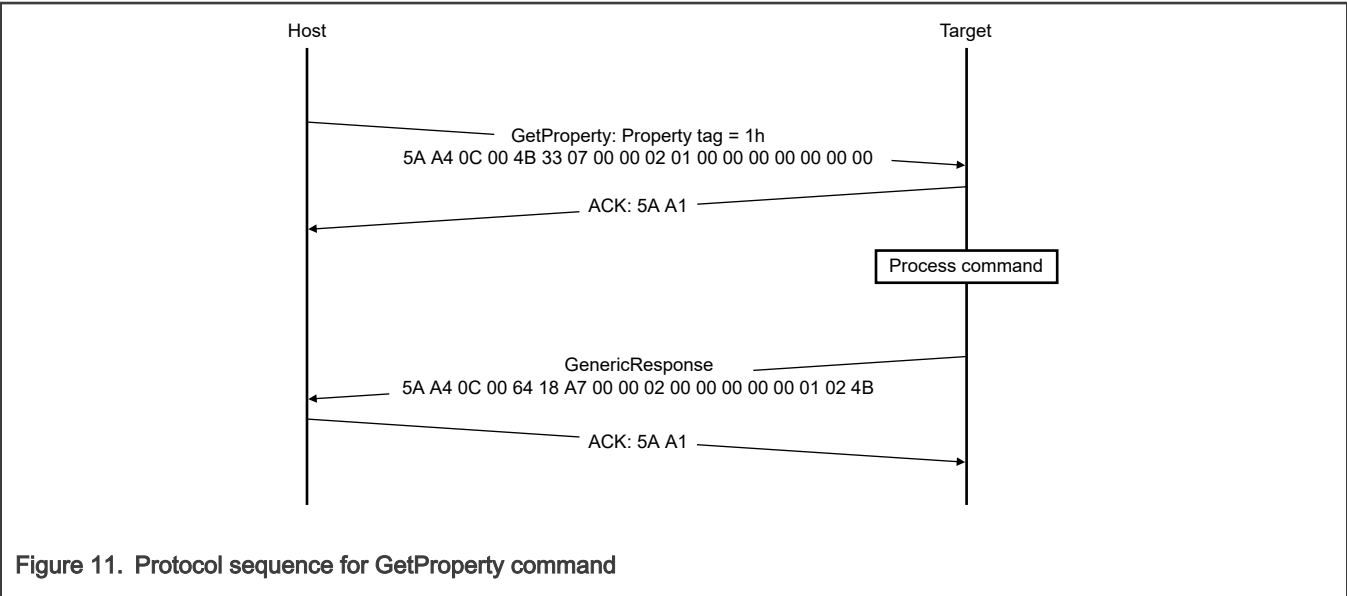 Host
Target
GetProperty: Property tag = 1h
5A A4 0C 00 4B 33 07 00 00 02 01 00 00 00 00 00 00 00
ACK: 5A A1
Process command
GenericResponse
5A A4 0C 00 64 18 A7 00 00 02 00 00 00 00 00 01 02 4B
ACK: 5A A1
Figure 11. Protocol sequence for GetProperty command